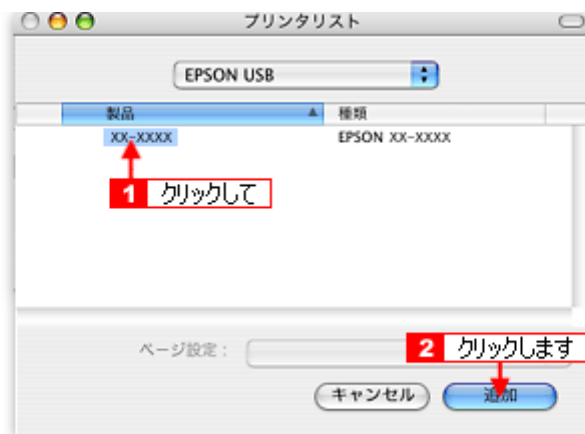 プリンタリスト
EPSON USB
製品 種類
XX-XXXX EPSON XX-XXXX
1 クリックして
ページ設定：
2 クリックします
キャンセル 追加